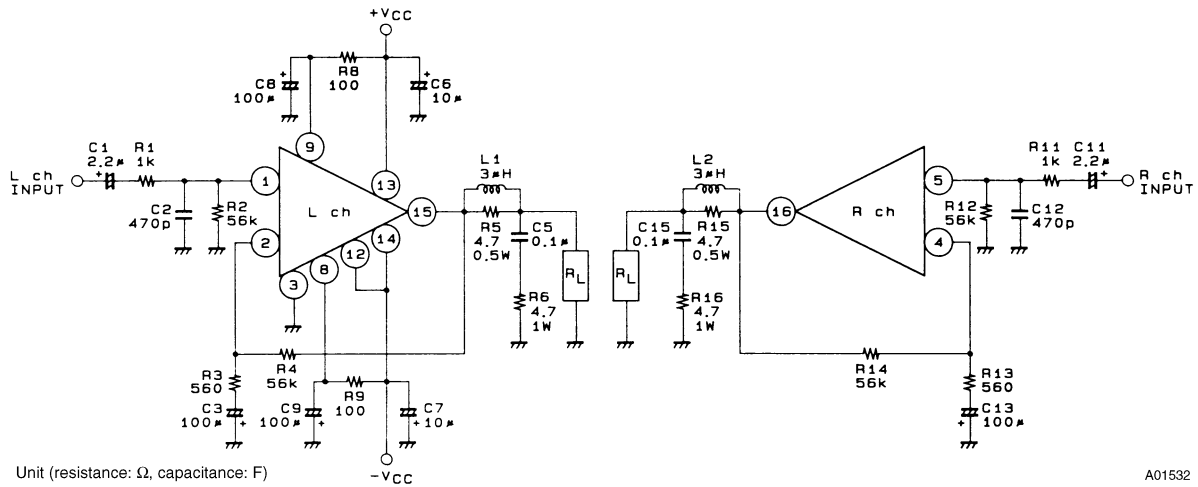 +VCC
R8
100
C8
100μ
C6
10μ
9
L ch
INPUT
C1
2.2μ
+
R1
1k
C2
470p
R2
56k
1
2
3
L ch
13
15
14
12
8
L1
3μH
R5
4.7
0.5W
C5
0.1μ
R6
4.7
1W
RL
R4
56k
R3
560
C3
100μ
+
C9
100μ
+
R9
100
C7
+10μ
-VCC
L2
3μH
R15
4.7
0.5W
C15
0.1μ
R16
4.7
1W
RL
16
R ch
5
4
R11
1k
C11
2.2μ
+
R ch
INPUT
R12
56k
C12
470p
R14
56k
R13
560
C13
100μ
+
Unit (resistance: Ω, capacitance: F)
A01532